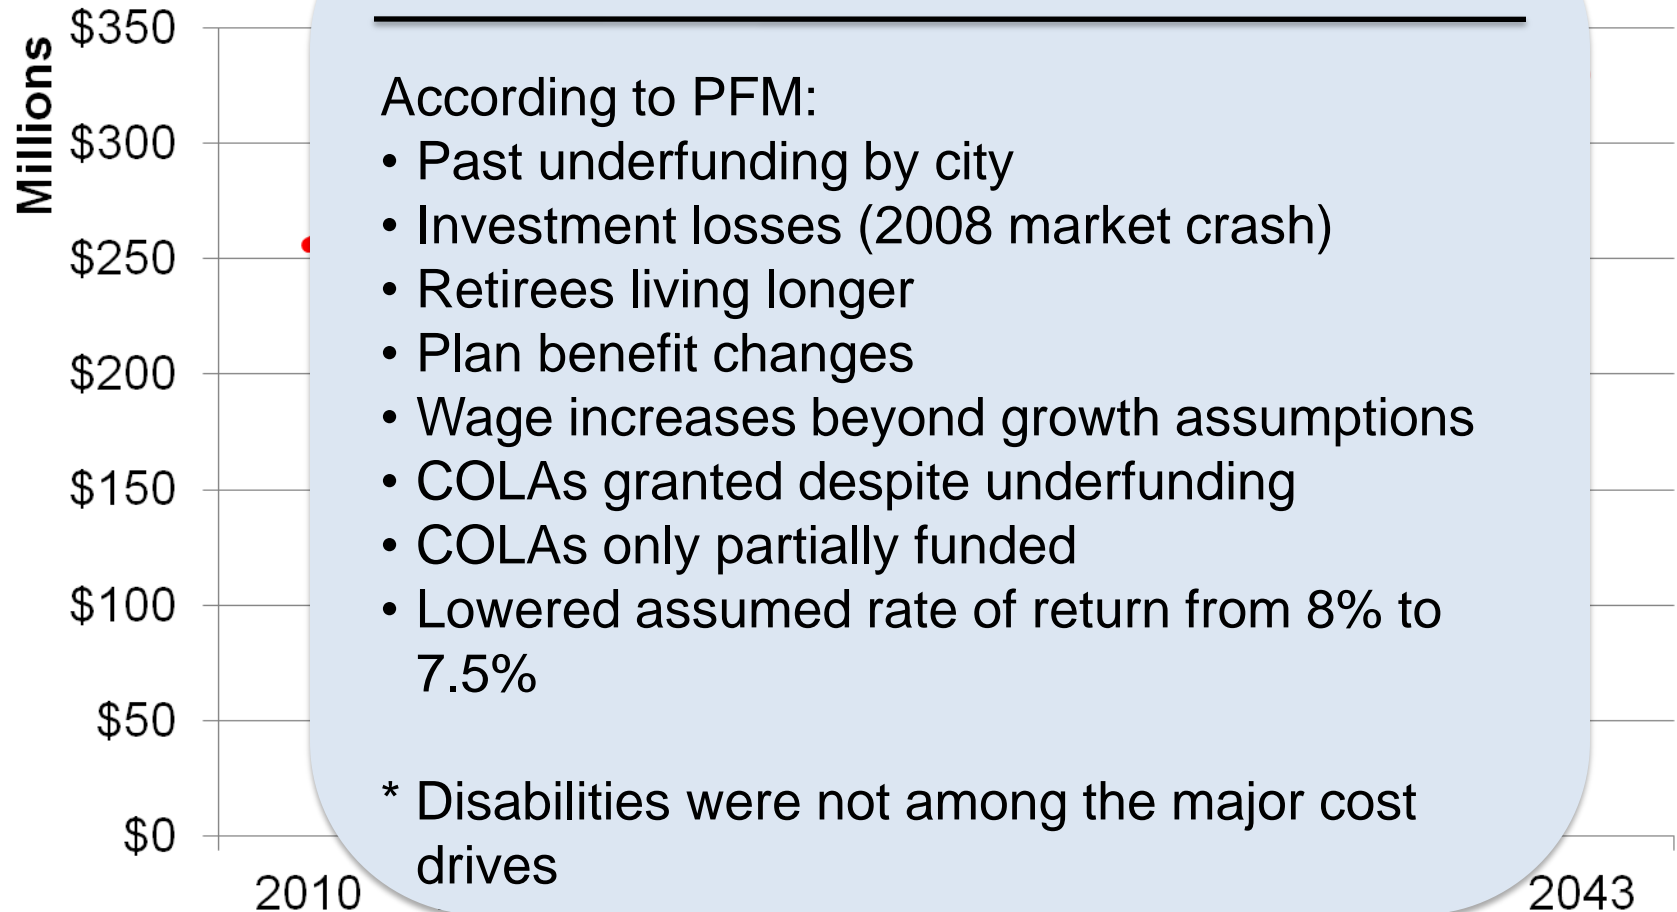 Millions
$350
$300
$250
$200
$150
$100
$50
$0
2010
2043
According to PFM:
• Past underfunding by city
• Investment losses (2008 market crash)
• Retirees living longer
• Plan benefit changes
• Wage increases beyond growth assumptions
• COLAs granted despite underfunding
• COLAs only partially funded
• Lowered assumed rate of return from 8% to
7.5%
* Disabilities were not among the major cost
drives